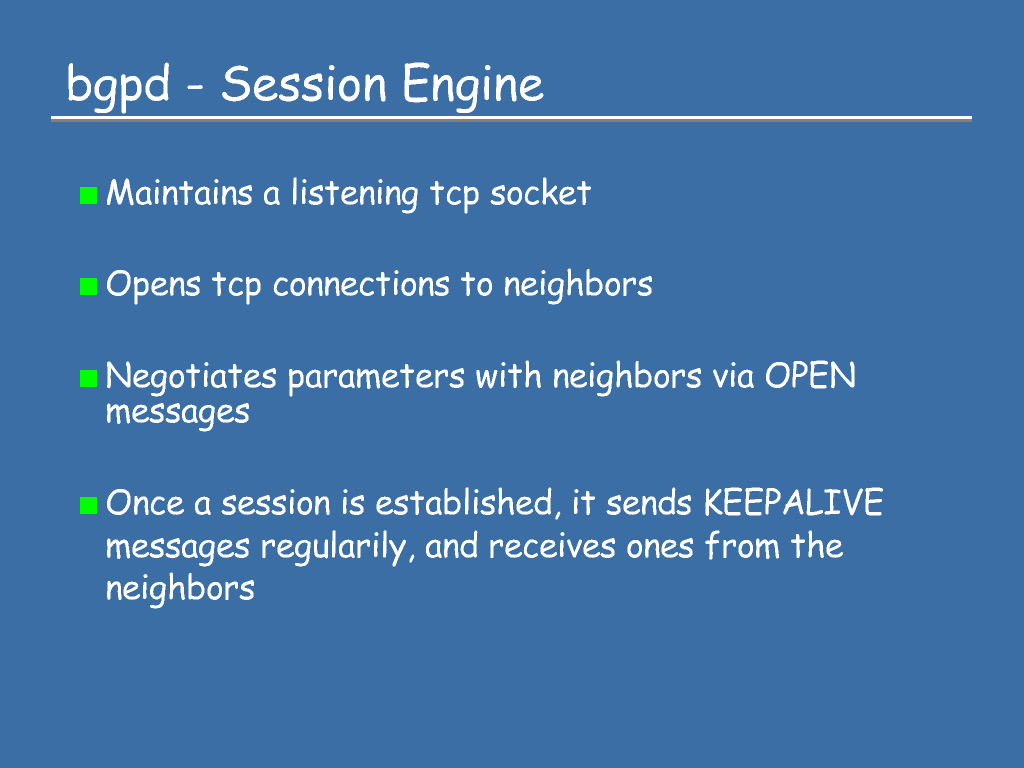 bgpd - Session Engine
Maintains a listening tcp socket
Opens tcp connections to neighbors
Negotiates parameters with neighbors via OPEN
messages
Once a session is established, it sends KEEPALIVE
messages regularily, and receives ones from the
neighbors